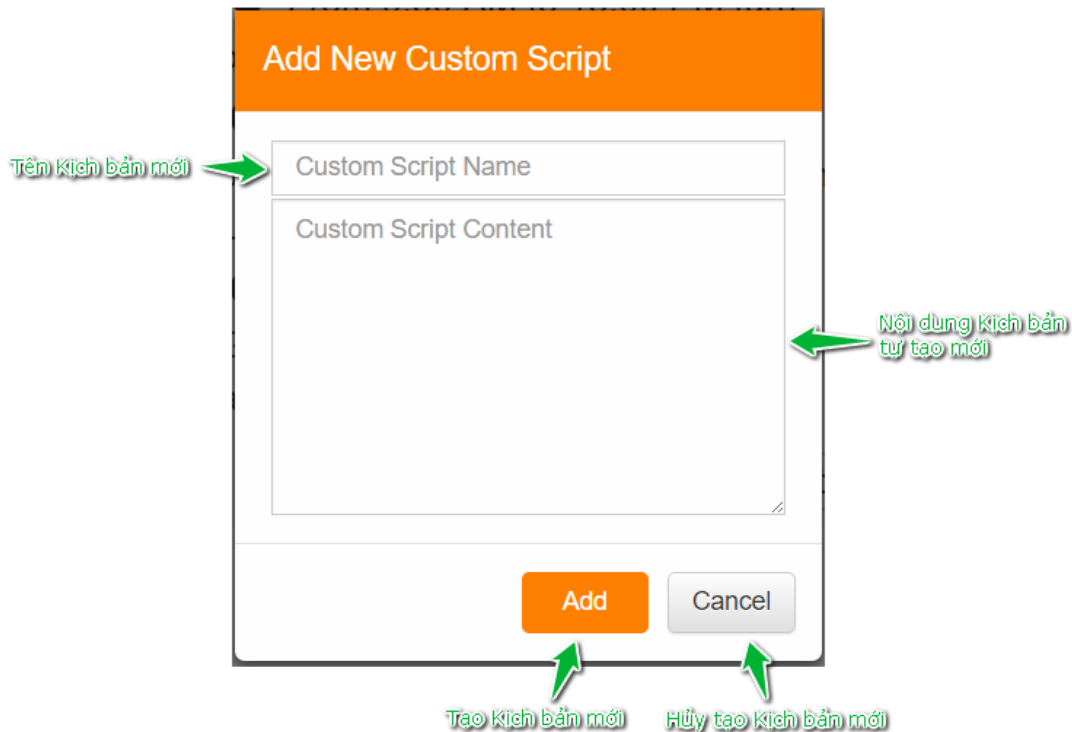 Add New Custom Script
Tên Kịch bản mới
Custom Script Name
Custom Script Content
Nội dung Kịch bản
tự tạo mới
Add
Cancel
Tạo Kịch bản mới
Hủy tạo Kịch bản mới